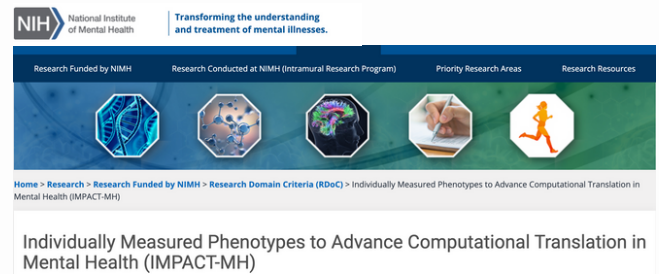 NIH National Institute of Mental Health
Transforming the understanding
and treatment of mental illnesses.
Research Funded by NIMH Research Conducted at NIMH (Intramural Research Program) Priority Research Areas Research Resources
Home > Research > Research Funded by NIMH > Research Domain Criteria (RDoC) > Individually Measured Phenotypes to Advance Computational Translation in
Mental Health (IMPACT-MH)
Individually Measured Phenotypes to Advance Computational Translation in
Mental Health (IMPACT-MH)